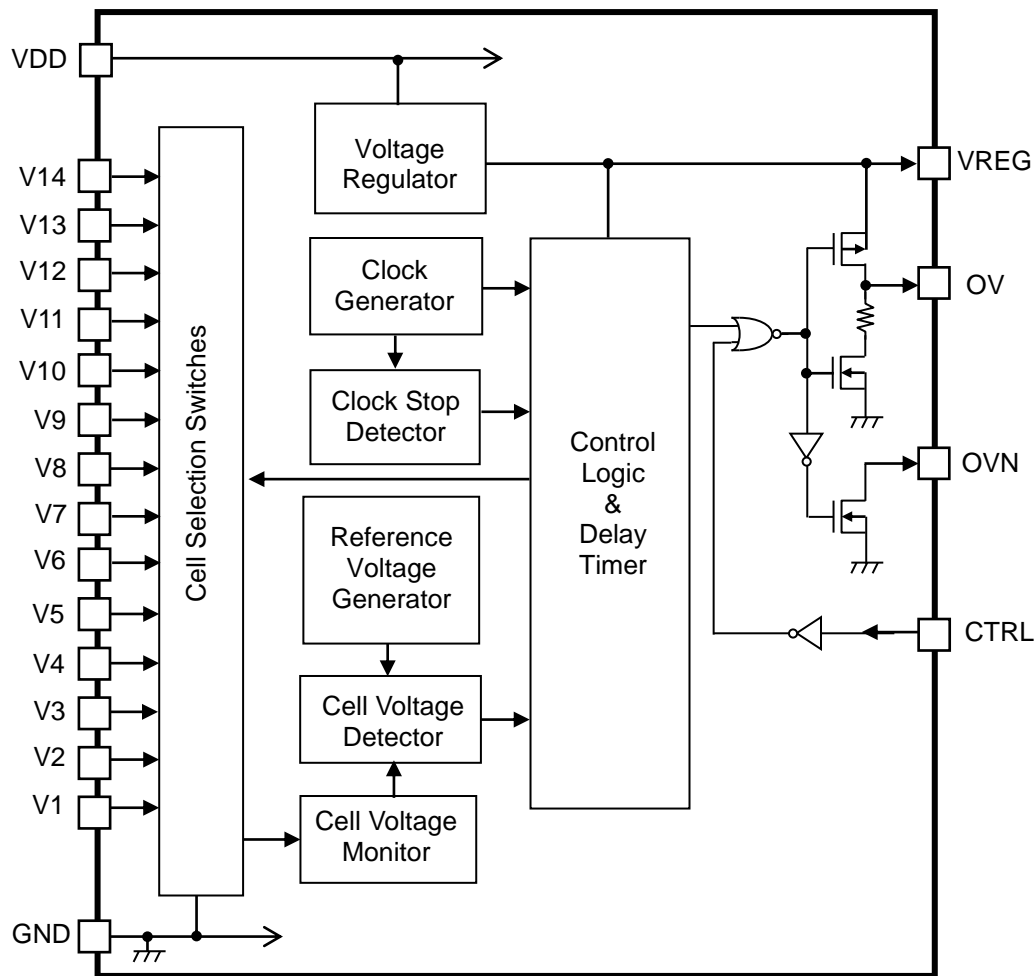 VDD
V14
V13
V12
V11
V10
V9
V8
V7
V6
V5
V4
V3
V2
V1
GND
Cell Selection Switches
Voltage
Regulator
Clock
Generator
Clock Stop
Detector
Reference
Voltage
Generator
Cell Voltage
Detector
Cell Voltage
Monitor
Control
Logic
&
Delay
Timer
VREG
OV
OVN
CTRL